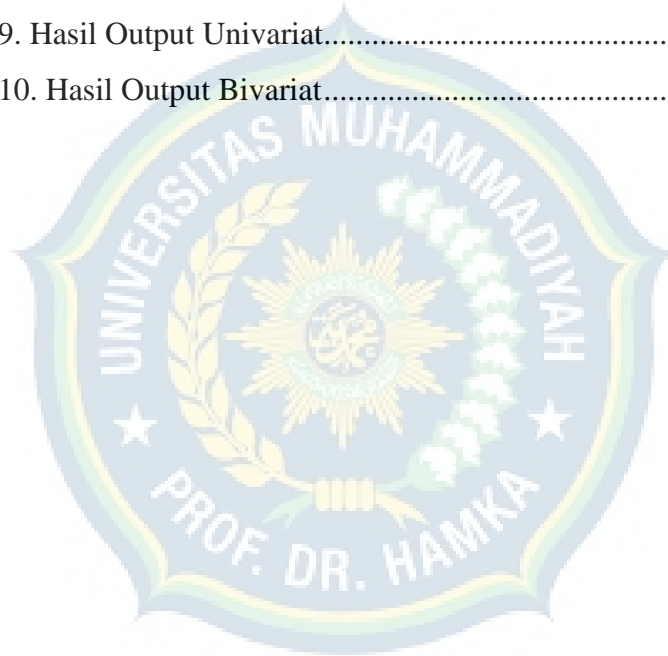 9. Hasil Output Univariat........................................
10. Hasil Output Bivariat........................................
UNIVERSITAS MUHAMMADIYAH
PROF. DR. HAMKA